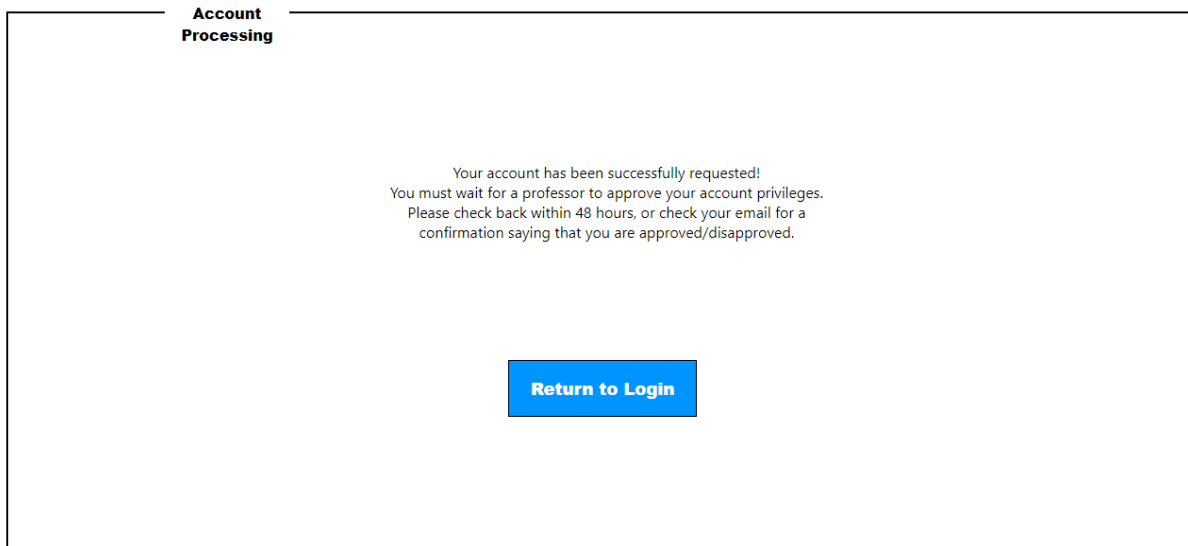 Account
Processing
Your account has been successfully requested!
You must wait for a professor to approve your account privileges.
Please check back within 48 hours, or check your email for a
confirmation saying that you are approved/disapproved.
Return to Login